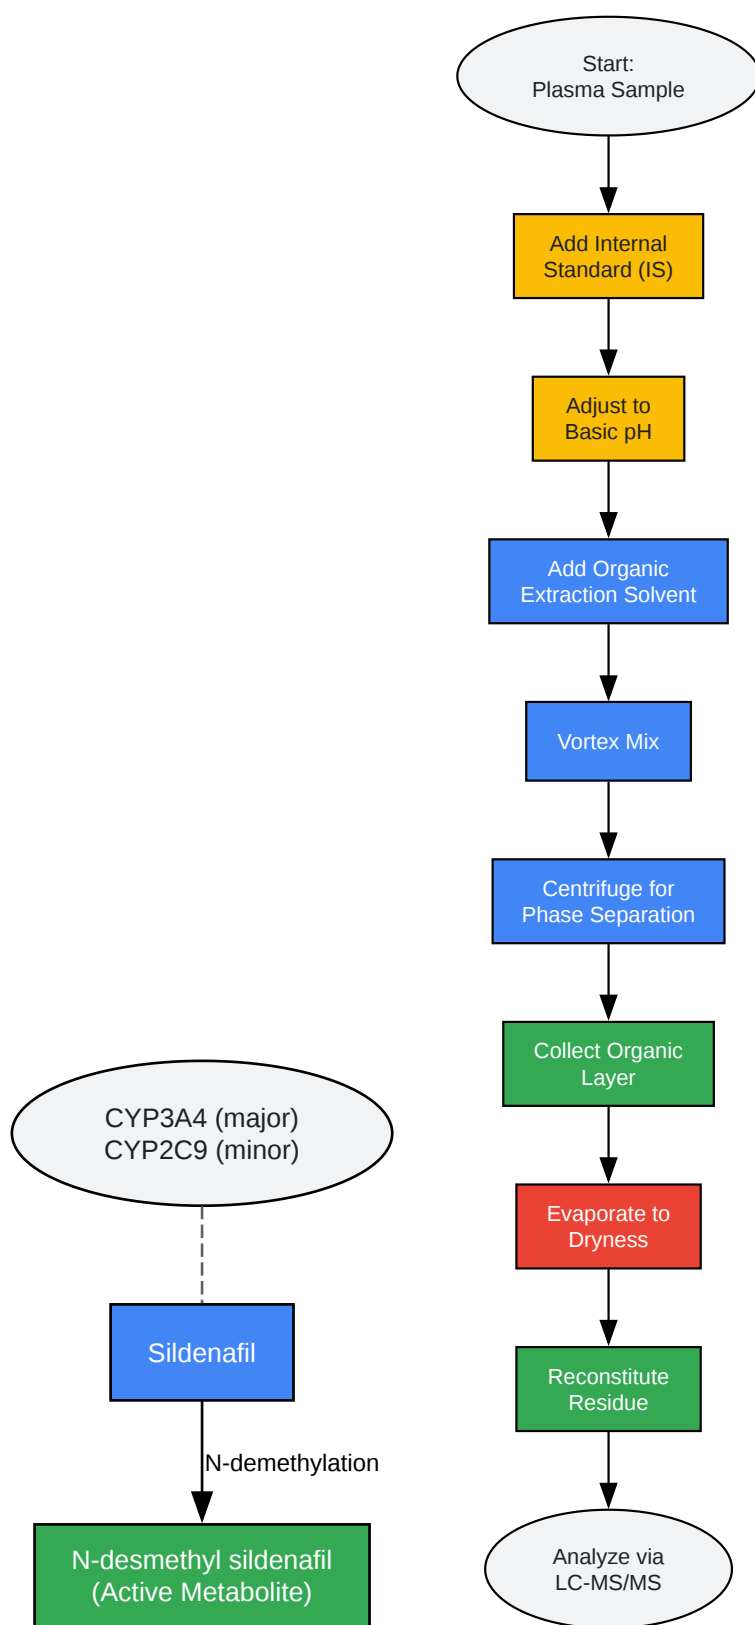 Start:
Plasma Sample
Add Internal
Standard (IS)
Adjust to
Basic pH
Add Organic
Extraction Solvent
Vortex Mix
Centrifuge for
Phase Separation
Collect Organic
Layer
Evaporate to
Dryness
Reconstitute
Residue
Analyze via
LC-MS/MS
CYP3A4 (major)
CYP2C9 (minor)
Sildenafil
N-demethylation
N-desmethyl sildenafil
(Active Metabolite)